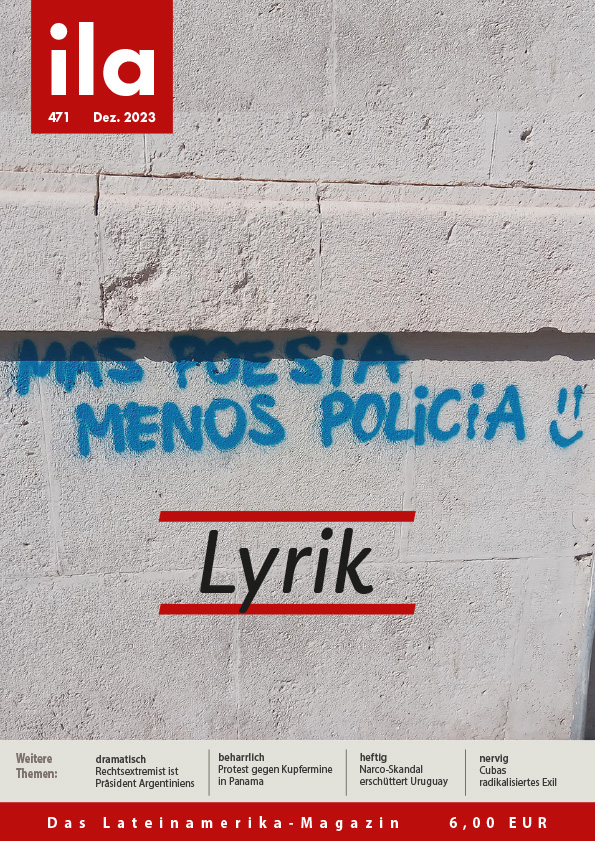 ila
471 Dez. 2023
MAS POESiA
MENOS POLiCiA
Lyrik
Weitere
Themen:
dramatisch
Rechtsextremist ist
Präsident Argentiniens
beharrlich
Protest gegen Kupfermine
in Panama
heftig
Narco-Skandal
erschüttert Uruguay
nervig
Cubas
radikalisiertes Exil
Das Lateinamerika-Magazin 6,00 EUR